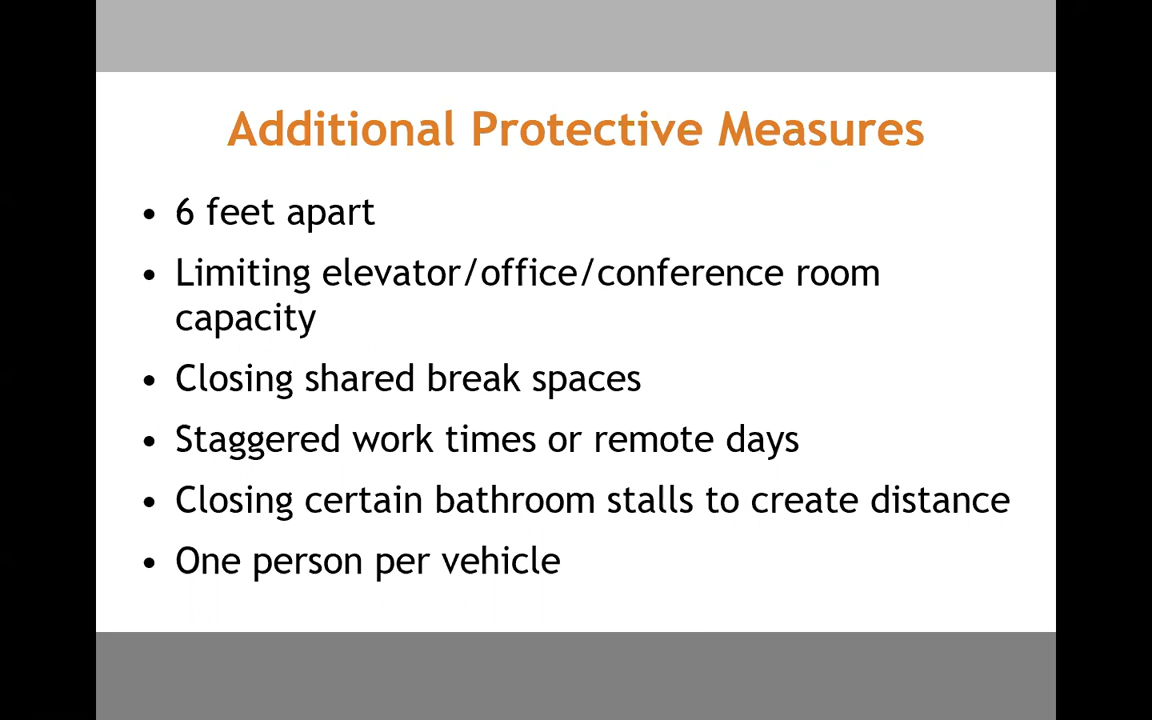 Additional Protective Measures
• 6 feet apart
• Limiting elevator/office/conference room
capacity
• Closing shared break spaces
• Staggered work times or remote days
• Closing certain bathroom stalls to create distance
• One person per vehicle